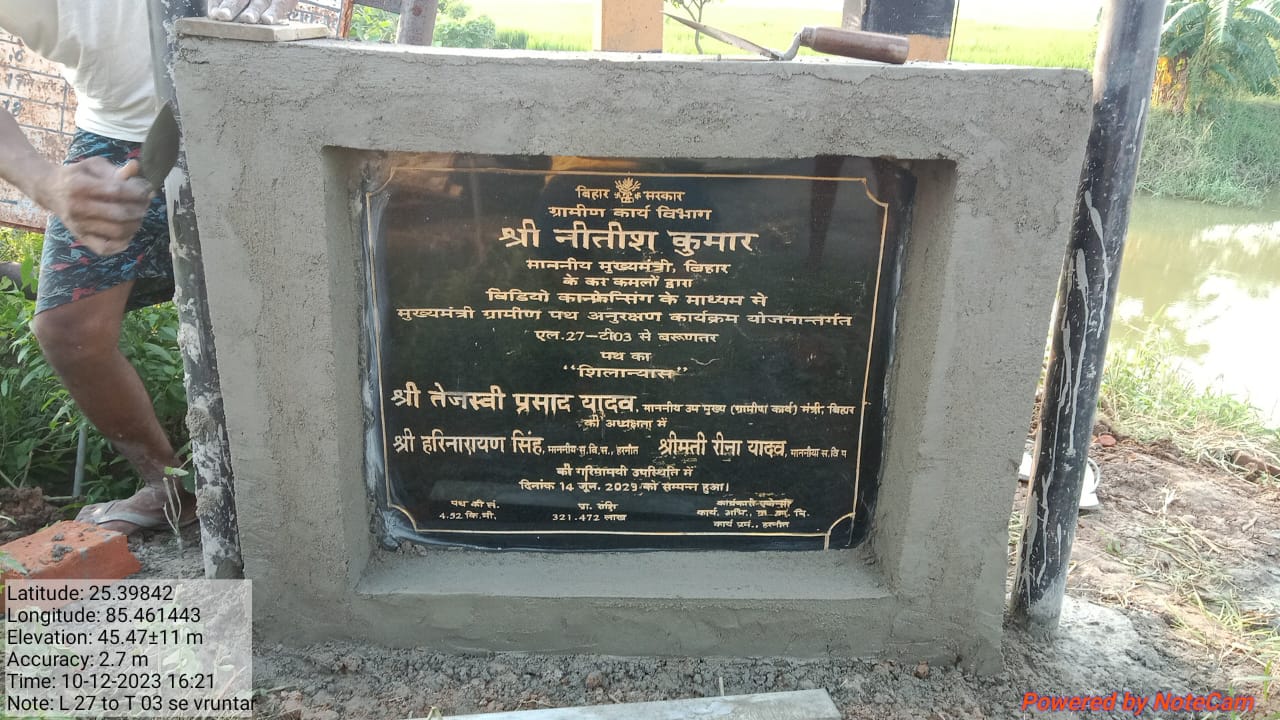 बिहार सरकार
ग्रामीण कार्य विभाग
श्री नीतीश कुमार
माननीय मुख्यमंत्री, बिहार
के कर कमलों द्वारा
विडियो कान्फ्रेन्सिंग के माध्यम से
मुख्यमंत्री ग्रामीण पथ अनुरक्षण कार्यक्रम योजनान्तर्गत
एल.27-टी03 से बरूणतर
पथ का
"शिलान्यास"
श्री तेजस्वी प्रसाद यादव, माननीय उप मुख्य (ग्रामीण कार्य) मंत्री, बिहार
की अध्यक्षता में
श्री हरिनारायण सिंह, माननीय स.वि.स., हरनौत श्रीमती रीना यादव, माननीया स.वि प
की गरिमामयी उपस्थिति में
दिनांक 14 जून, 2023 को सम्पन्न हुआ।
पथ की लं. प्रा. राशि कार्यकारी एजेन्सी
4.52 कि.मी. 321.472 लाख कार्य. अभि., ग्रा. का. वि.
कार्य प्रमं., हरनौत
Latitude: 25.39842
Longitude: 85.461443
Elevation: 45.47±11 m
Accuracy: 2.7 m
Time: 10-12-2023 16:21
Note: L 27 to T 03 se vruntar
Powered by NoteCam